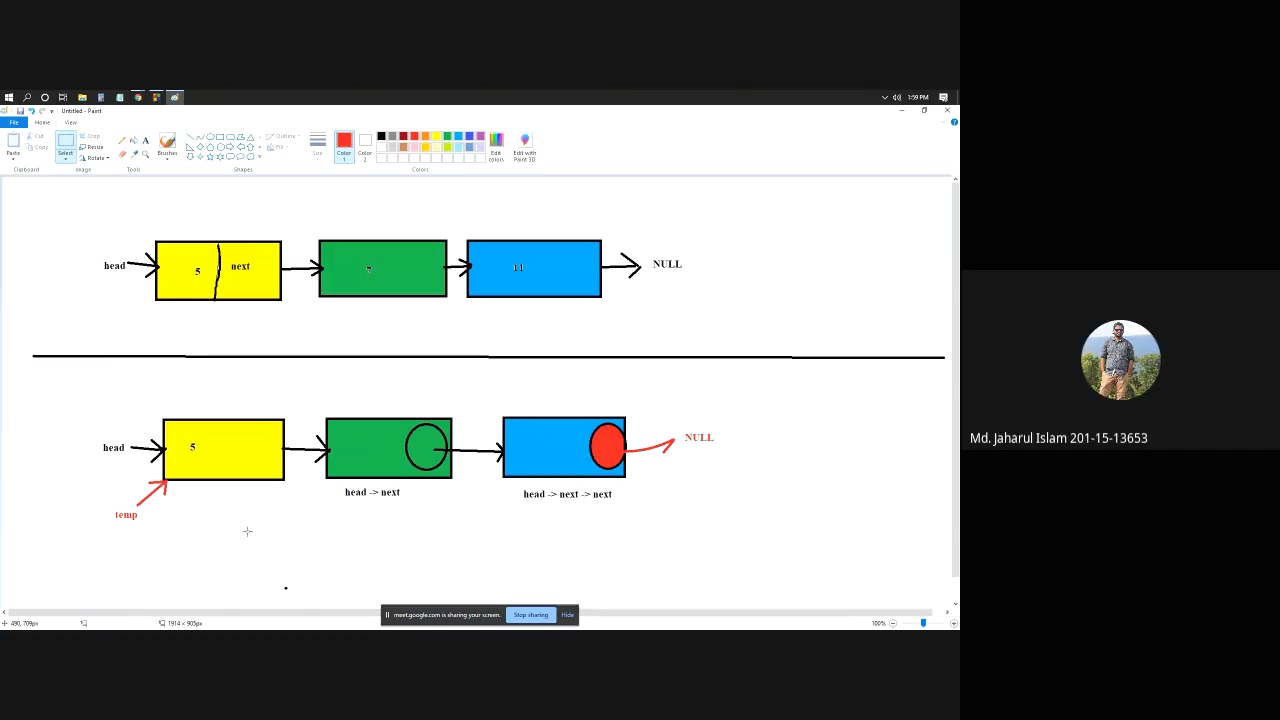 1:59 PM
Untitled - Paint
File Home View
Paste
Cut
Copy
Clipboard
Select
Crop
Resize
Rotate
Image
Tools
Brushes
Shapes
Outline
Fill
Size
Color 1
Color 2
Edit colors
Edit with Paint 3D
Colors
head 5 next 7 11 NULL
head 5 NULL
head -> next head -> next -> next
temp
meet.google.com is sharing your screen. Stop sharing Hide
490, 709px 1914 × 905px 100%
Md. Jaharul Islam 201-15-13653